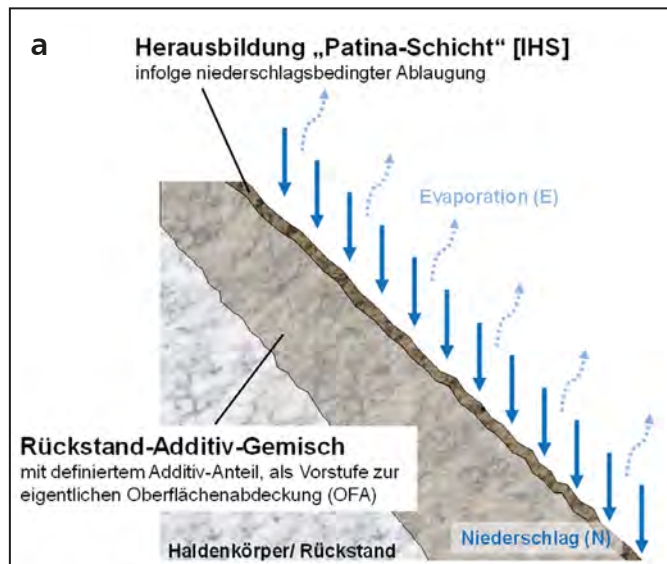 a
Herausbildung „Patina-Schicht“ [IHS]
infolge niederschlagsbedingter Ablaugung
Evaporation (E)
Rückstand-Additiv-Gemisch
mit definiertem Additiv-Anteil, als Vorstufe zur
eigentlichen Oberflächenabdeckung (OFA)
Niederschlag (N)
Haldenkörper/ Rückstand